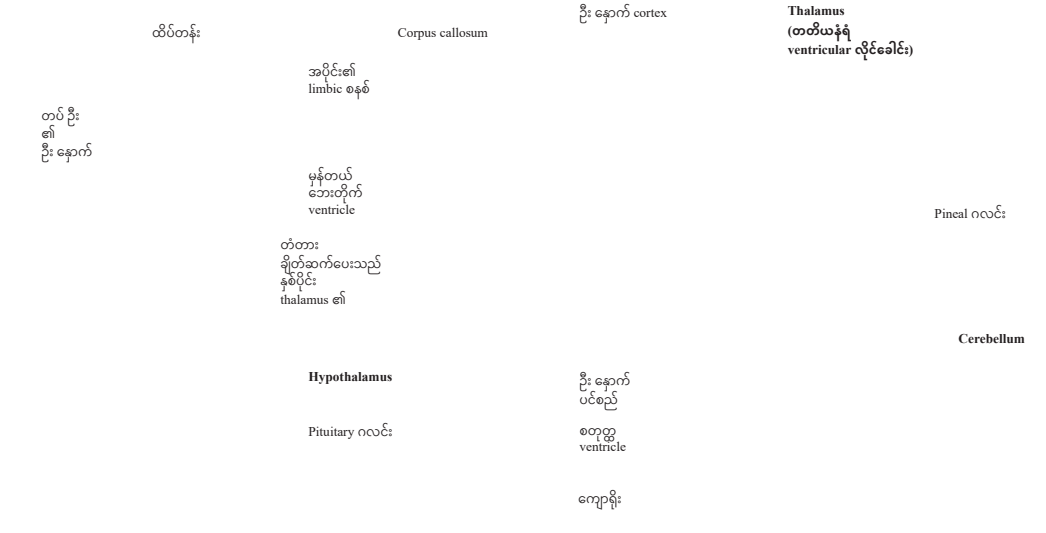 ဦး နှောက် cortex
Thalamus
(တတိယနံရံ
ventricular လှိုင်ခေါင်း)
ထိပ်တန်း
Corpus callosum
အပိုင်း၏
limbic စနစ်
တပ် ဦး
၏
ဦး နှောက်
မှန်တယ်
ဘေးတိုက်
ventricle
Pineal ဂလင်း
တံတား
ချိတ်ဆက်ပေးသည်
နှစ်ပိုင်း
thalamus ၏
Cerebellum
Hypothalamus
ဦး နှောက်
ပင်စည်
Pituitary ဂလင်း
စတုတ္ထ
ventricle
ကျောရိုး